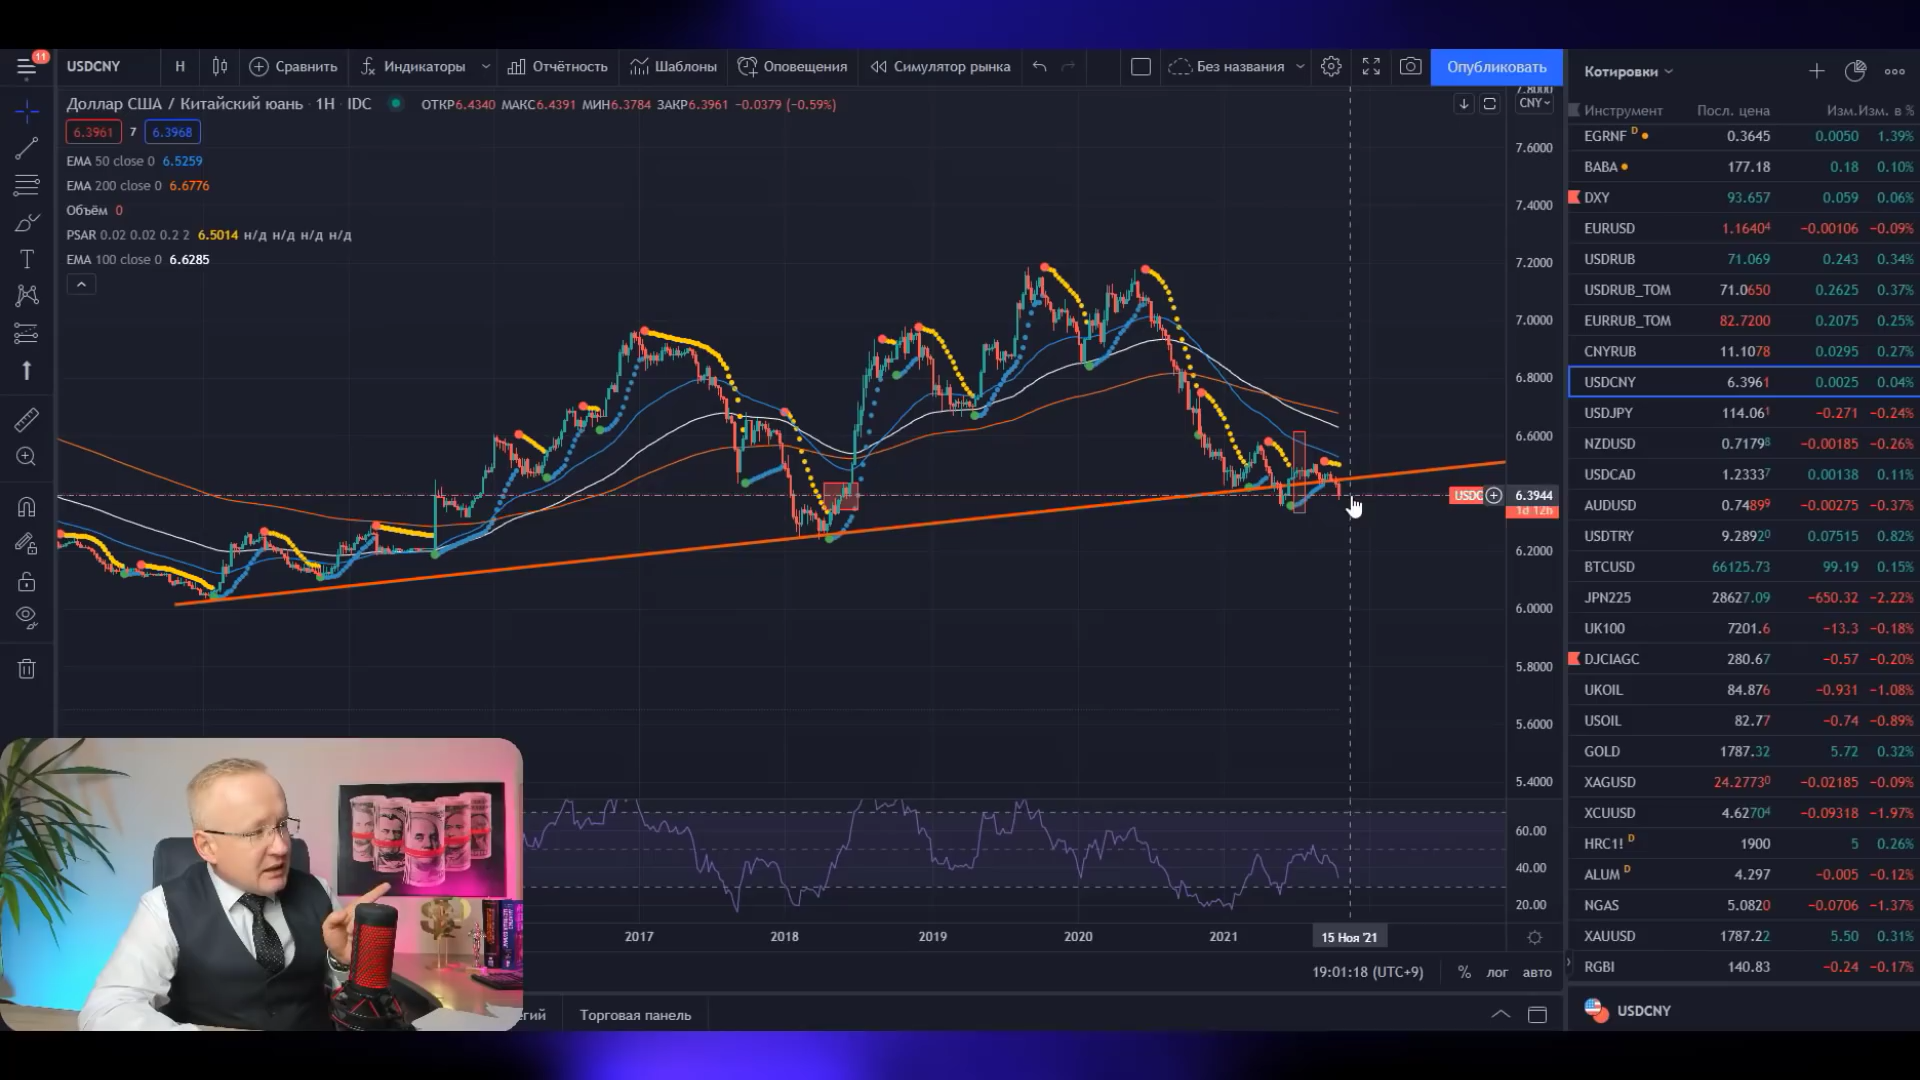 11
USDCNY
Н
Сравнить
Индикаторы
Отчётность
Шаблоны
Оповещения
Симулятор рынка
Без названия
Опубликовать
Доллар США / Китайский юань · 1Н · IDC
ОТКР6.4340 МАКС6.4391 МИН6.3784 ЗАКР6.3961 −0.0379 (−0.59%)
6.3961 7 6.3968
EMA 50 close 0 6.5259
EMA 200 close 0 6.6776
Объём 0
PSAR 0.02 0.02 0.2 2 6.5014 н/д н/д н/д н/д
EMA 100 close 0 6.6285
7.8000
CNY
7.6000
7.4000
7.2000
7.0000
6.8000
6.6000
USDC
6.3944
1d 12h
6.2000
6.0000
5.8000
5.6000
5.4000
60.00
40.00
20.00
2017 2018 2019 2020 2021 15 Ноя '21
19:01:18 (UTC+9) % лог авто
егий Торговая панель
Котировки
Инструмент Посл. цена Изм. Изм. в %
EGRNF D 0.3645 0.0050 1.39%
BABA 177.18 0.18 0.10%
DXY 93.657 0.059 0.06%
EURUSD 1.16404 −0.00106 −0.09%
USDRUB 71.069 0.243 0.34%
USDRUB_TOM 71.0650 0.2625 0.37%
EURRUB_TOM 82.7200 0.2075 0.25%
CNYRUB 11.1078 0.0295 0.27%
USDCNY 6.3961 0.0025 0.04%
USDJPY 114.061 −0.271 −0.24%
NZDUSD 0.71798 −0.00185 −0.26%
USDCAD 1.23337 0.00138 0.11%
AUDUSD 0.74899 −0.00275 −0.37%
USDTRY 9.28920 0.07515 0.82%
BTCUSD 66125.73 99.19 0.15%
JPN225 28627.09 −650.32 −2.22%
UK100 7201.6 −13.3 −0.18%
DJCIAGC 280.67 −0.57 −0.20%
UKOIL 84.876 −0.931 −1.08%
USOIL 82.77 −0.74 −0.89%
GOLD 1787.32 5.72 0.32%
XAGUSD 24.27730 −0.02185 −0.09%
XCUUSD 4.62704 −0.09318 −1.97%
HRC1! D 1900 5 0.26%
ALUM D 4.297 −0.005 −0.12%
NGAS 5.0820 −0.0706 −1.37%
XAUUSD 1787.22 5.50 0.31%
RGBI 140.83 −0.24 −0.17%
USDCNY